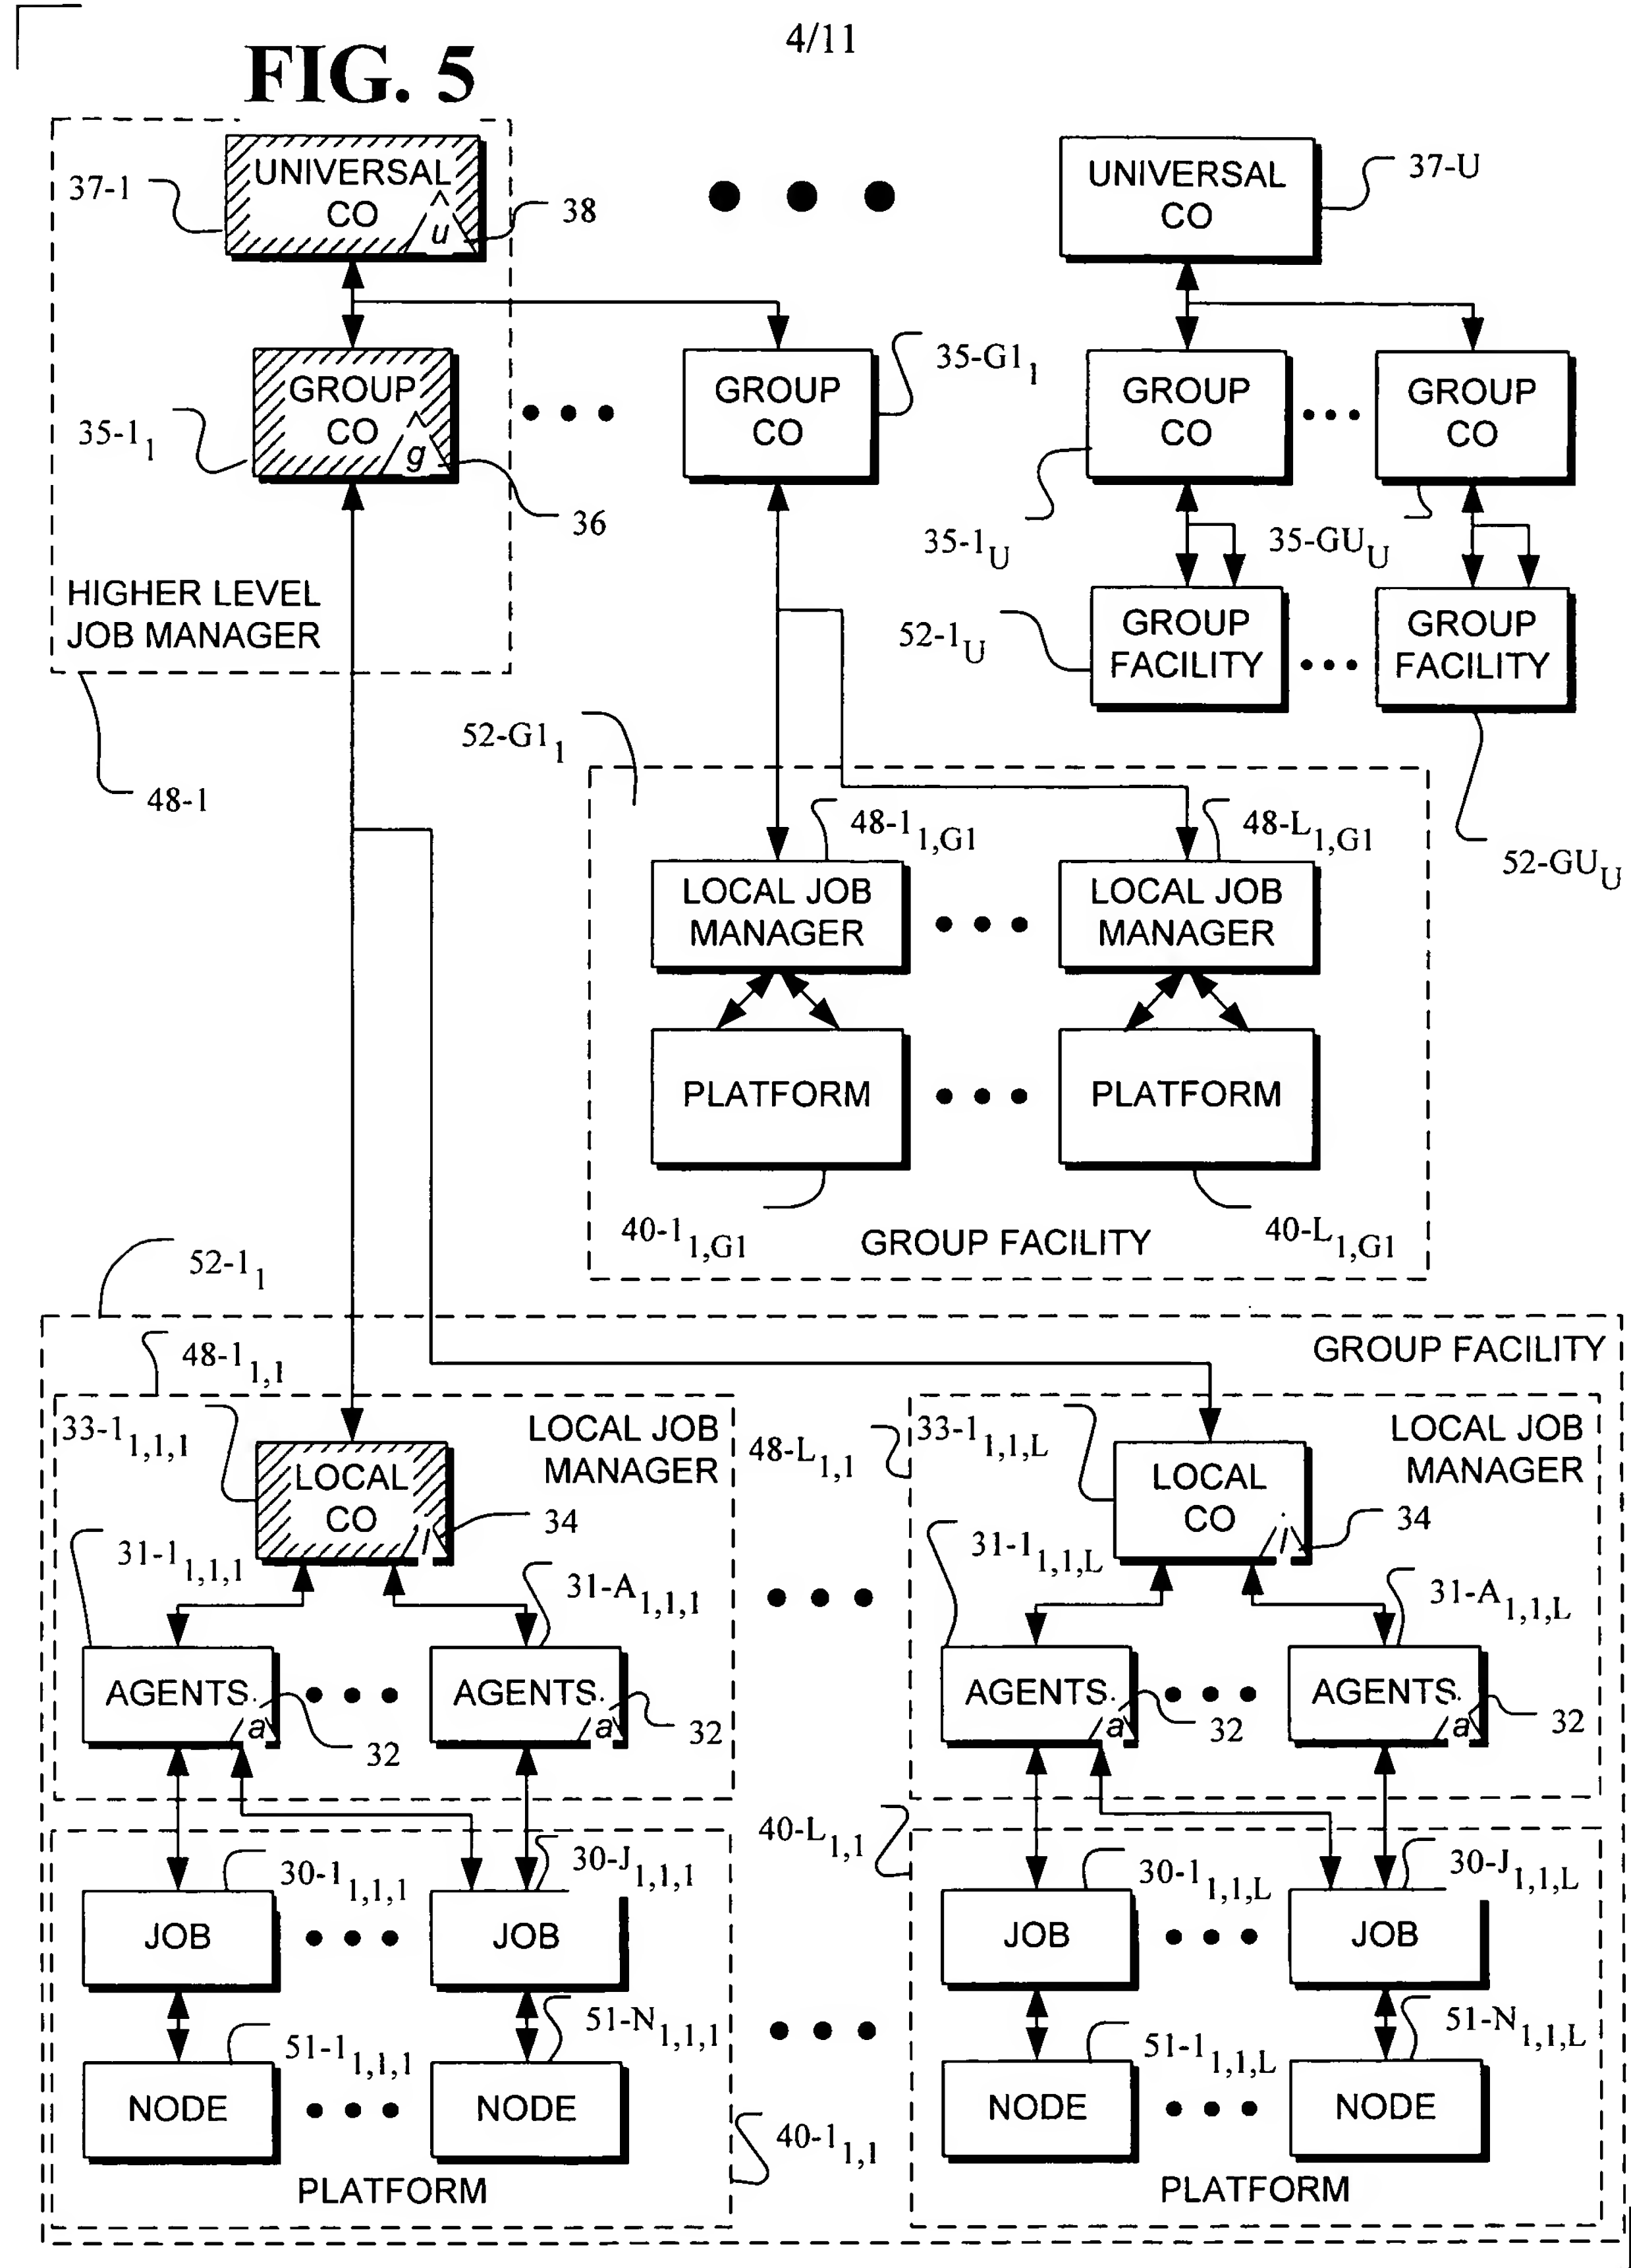 4/11
FIG. 5
UNIVERSAL
CO
u
37-1
38
UNIVERSAL
CO
37-U
GROUP
CO
g
35-1₁
36
GROUP
CO
35-G1₁
GROUP
CO
35-1U
GROUP
CO
35-GUU
HIGHER LEVEL
JOB MANAGER
48-1
GROUP
FACILITY
52-1U
GROUP
FACILITY
52-GUU
52-G1₁
48-1₁,G1
48-L₁,G1
LOCAL JOB
MANAGER
LOCAL JOB
MANAGER
PLATFORM
PLATFORM
40-1₁,G1
GROUP FACILITY
40-L₁,G1
52-1₁
GROUP FACILITY
48-1₁,₁
33-1₁,₁,₁
LOCAL
CO
l
34
LOCAL JOB
MANAGER
48-L₁,₁
33-1₁,₁,L
LOCAL
CO
l
34
LOCAL JOB
MANAGER
31-1₁,₁,₁
31-A₁,₁,₁
31-1₁,₁,L
31-A₁,₁,L
AGENTS
a
32
AGENTS
a
32
AGENTS
a
32
AGENTS
a
32
40-L₁,₁
30-1₁,₁,₁
30-J₁,₁,₁
30-1₁,₁,L
30-J₁,₁,L
JOB
JOB
JOB
JOB
51-1₁,₁,₁
51-N₁,₁,₁
51-1₁,₁,L
51-N₁,₁,L
NODE
NODE
NODE
NODE
40-1₁,₁
PLATFORM
PLATFORM